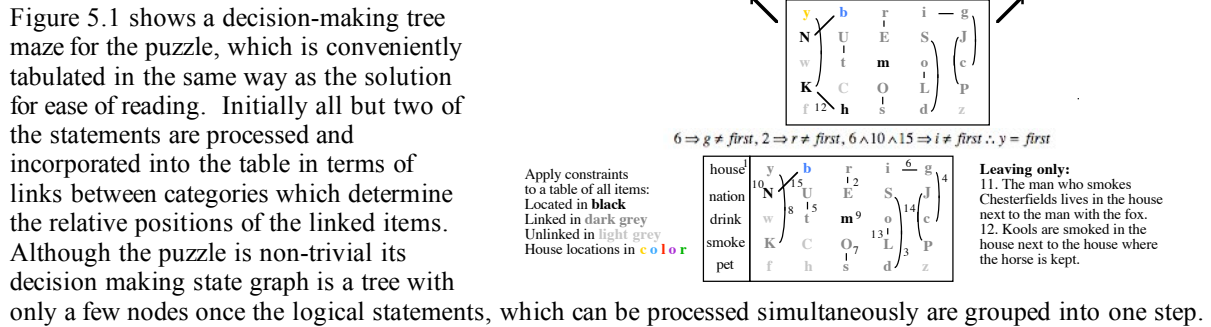 Figure 5.1 shows a decision-making tree
maze for the puzzle, which is conveniently
tabulated in the same way as the solution
for ease of reading. Initially all but two of
the statements are processed and
incorporated into the table in terms of
links between categories which determine
the relative positions of the linked items.
Although the puzzle is non-trivial its
decision making state graph is a tree with
only a few nodes once the logical statements, which can be processed simultaneously are grouped into one step.
y b r i g
N U E S J
w t m o c
K C O L P
f 12 h s d z
6 ⇒ g ≠ first, 2 ⇒ r ≠ first, 6 ∧ 10 ∧ 15 ⇒ i ≠ first ∴ y = first
Apply constraints
to a table of all items:
Located in black
Linked in dark grey
Unlinked in light grey
House locations in color
house 1 y b r i 6 g 4
nation 10 N 15 U E 2 S J
drink w 8 t 5 m 9 o 14 c
smoke K C O 7 13 L P
pet f h s d 3 z
Leaving only:
11. The man who smokes
Chesterfields lives in the house
next to the man with the fox.
12. Kools are smoked in the
house next to the house where
the horse is kept.